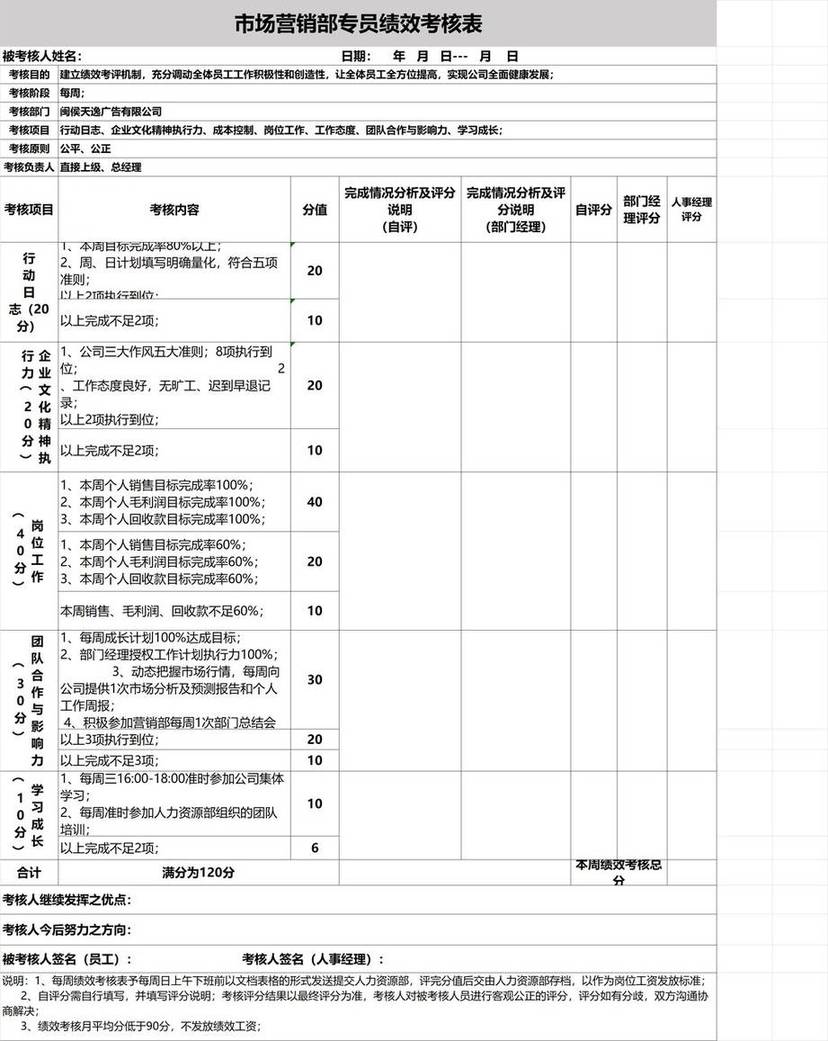 市场营销部专员绩效考核表
被考核人姓名： 日期： 年 月 日--- 月 日
考核目的 建立绩效考评机制，充分调动全体员工工作积极性和创造性，让全体员工全方位提高，实现公司全面健康发展；
考核阶段 每周；
考核部门 闽侯天逸广告有限公司
考核项目 行动日志、企业文化精神执行力、成本控制、岗位工作、工作态度、团队合作与影响力、学习成长；
考核原则 公平、公正
考核负责人 直接上级、总经理
考核项目 考核内容 分值 完成情况分析及评分说明（自评） 完成情况分析及评分说明（部门经理） 自评分 部门经理评分 人事经理评分
行动日志（20分）
1、本周目标完成率80%以上；
2、周、日计划填写明确量化，符合五项
准则；
以上2项执行到位；
20
以上完成不足2项； 10
企业文化精神执行力（20分）
1、公司三大作风五大准则；8项执行到
位； 2
、工作态度良好，无旷工、迟到早退记
录；
以上2项执行到位；
20
以上完成不足2项； 10
岗位工作（40分）
1、本周个人销售目标完成率100%；
2、本周个人毛利润目标完成率100%；
3、本周个人回收款目标完成率100%；
40
1、本周个人销售目标完成率60%；
2、本周个人毛利润目标完成率60%；
3、本周个人回收款目标完成率60%；
20
本周销售、毛利润、回收款不足60%； 10
团队合作与影响力（30分）
1、每周成长计划100%达成目标；
2、部门经理授权工作计划执行力100%；
3、动态把握市场行情，每周向
公司提供1次市场分析及预测报告和个人
工作周报；
4、积极参加营销部每周1次部门总结会
30
以上3项执行到位； 20
以上完成不足3项； 10
学习成长（10分）
1、每周三16:00-18:00准时参加公司集体
学习；
2、每周准时参加人力资源部组织的团队
培训；
10
以上完成不足2项； 6
合计 满分为120分 本周绩效考核总分
考核人继续发挥之优点：
考核人今后努力之方向：
被考核人签名（员工）： 考核人签名（人事经理）：
说明：1、每周绩效考核表予每周日上午下班前以文档表格的形式发送提交人力资源部，评完分值后交由人力资源部存档，以作为岗位工资发放标准；
2、自评分需自行填写，并填写评分说明；考核评分结果以最终评分为准，考核人对被考核人员进行客观公正的评分，评分如有分歧，双方沟通协
商解决；
3、绩效考核月平均分低于90分，不发放绩效工资；